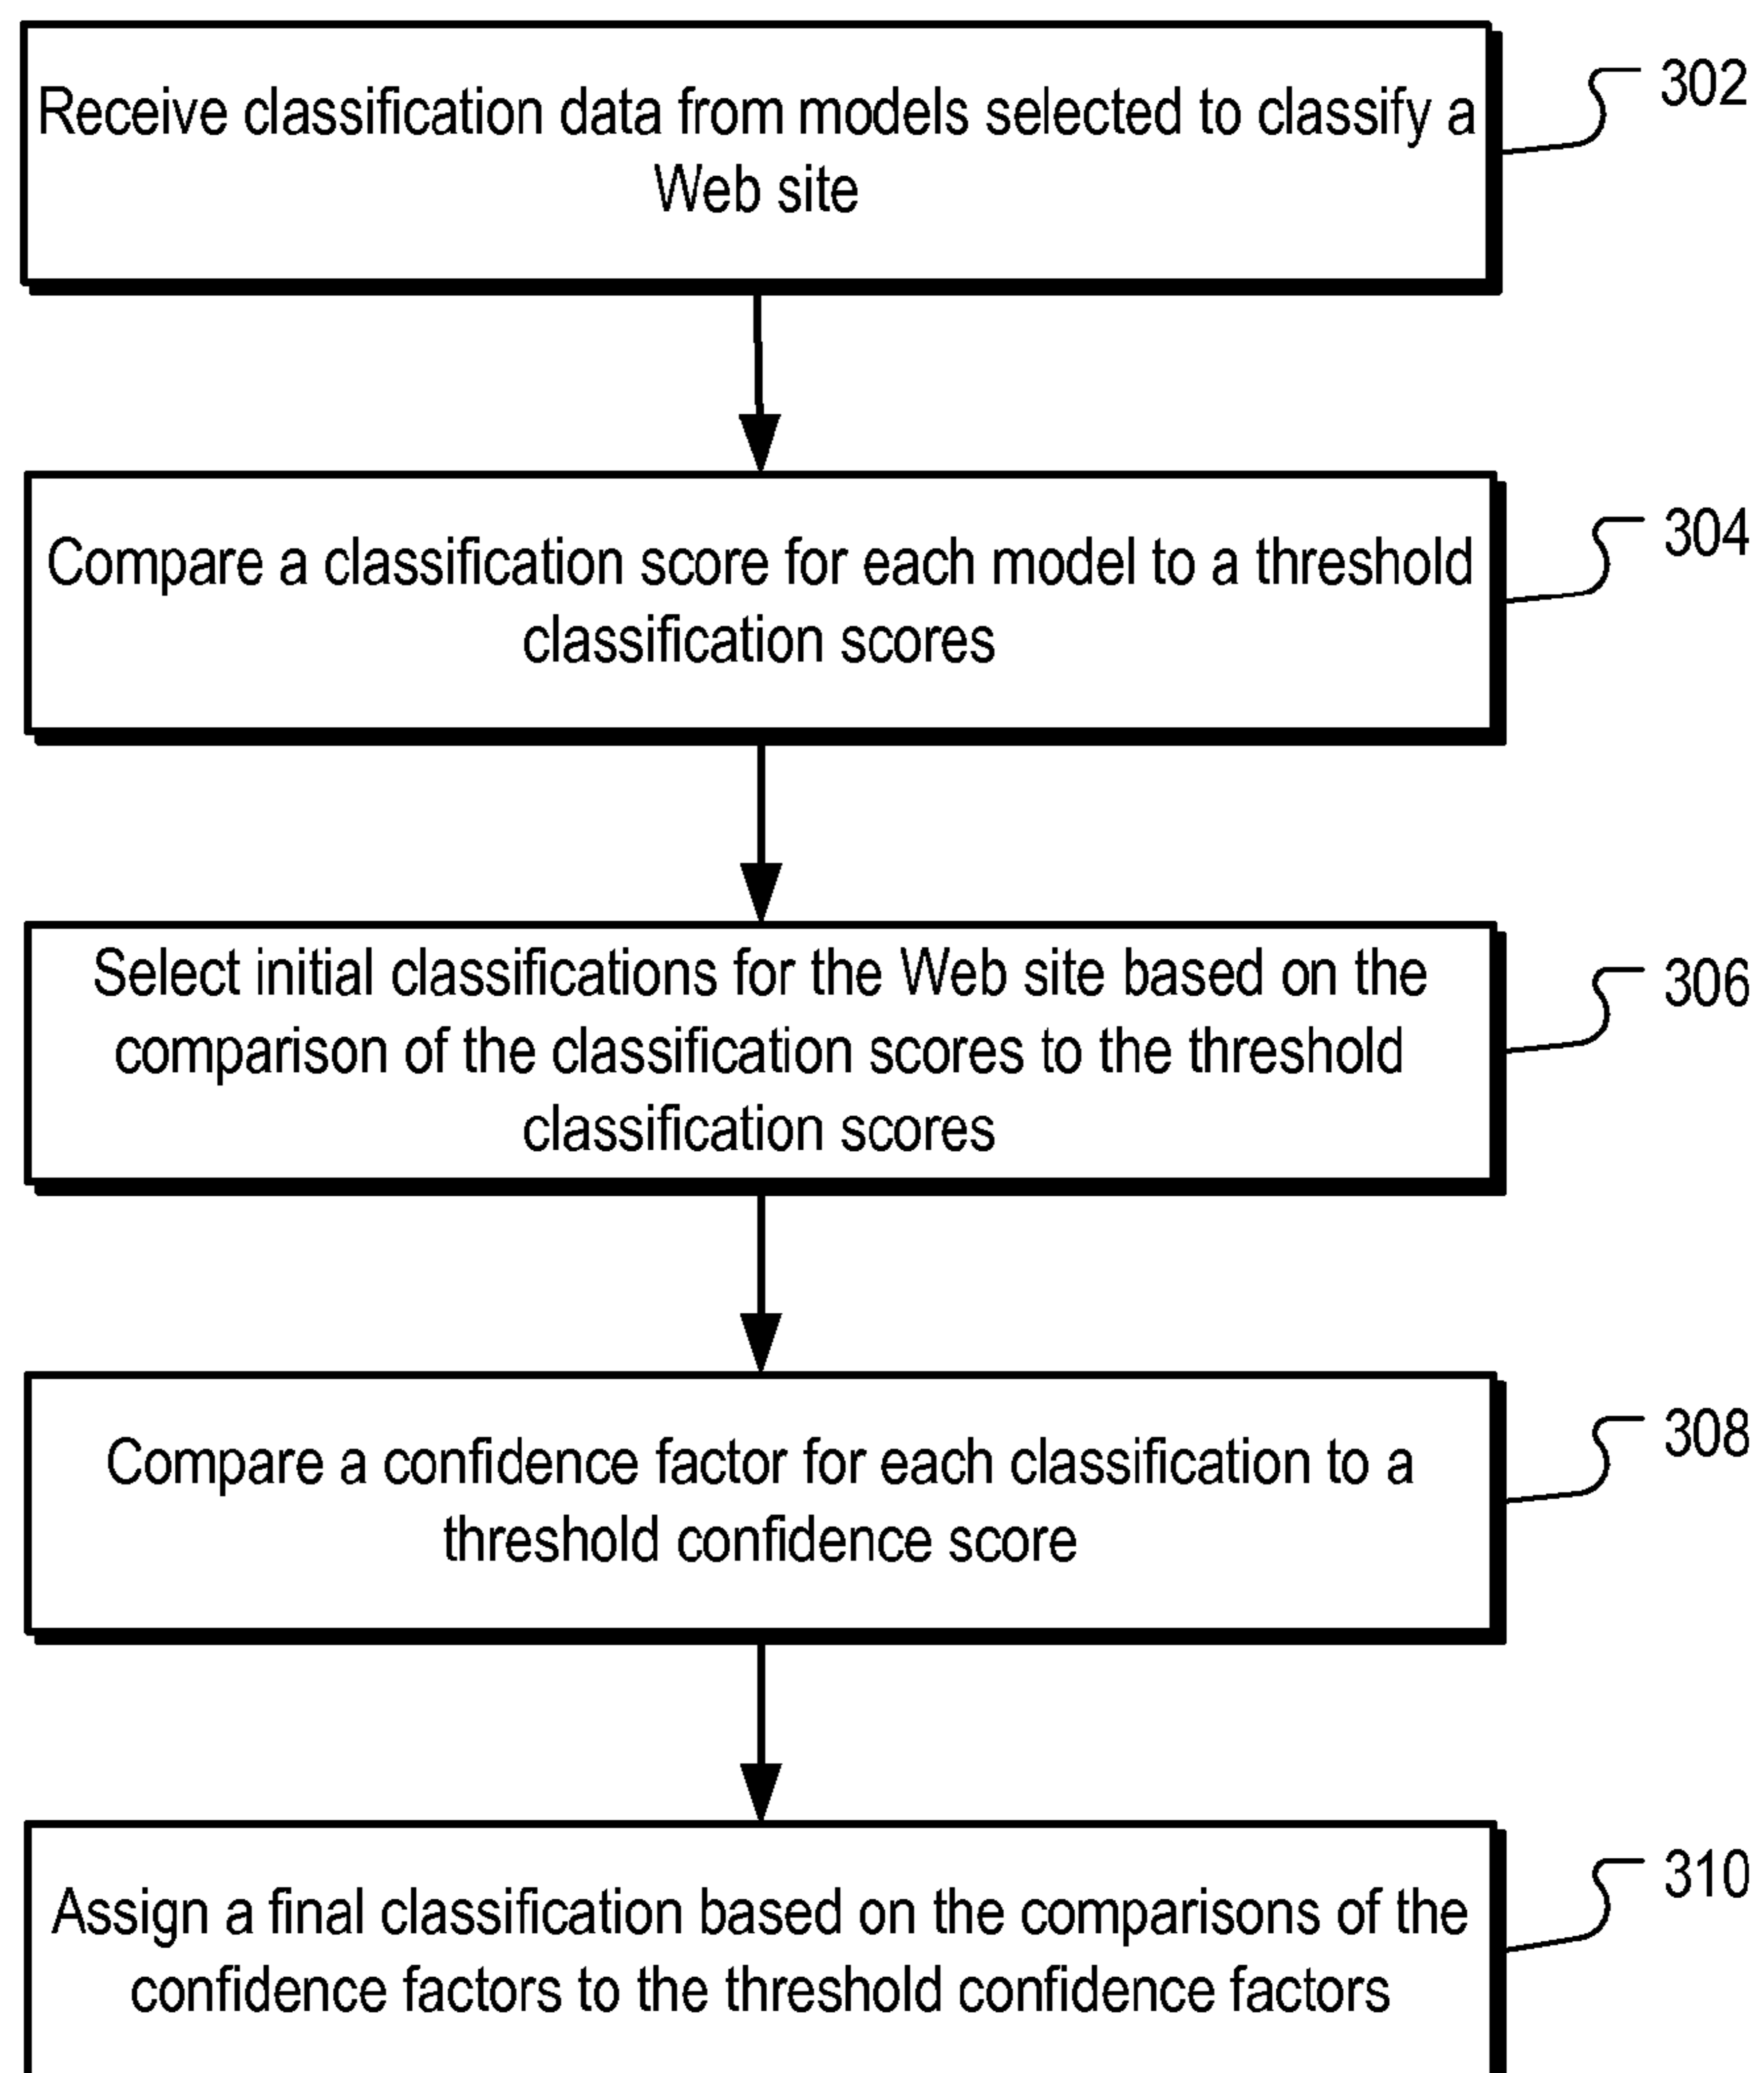 Receive classification data from models selected to classify a
Web site
302
Compare a classification score for each model to a threshold
classification scores
304
Select initial classifications for the Web site based on the
comparison of the classification scores to the threshold
classification scores
306
Compare a confidence factor for each classification to a
threshold confidence score
308
Assign a final classification based on the comparisons of the
confidence factors to the threshold confidence factors
310